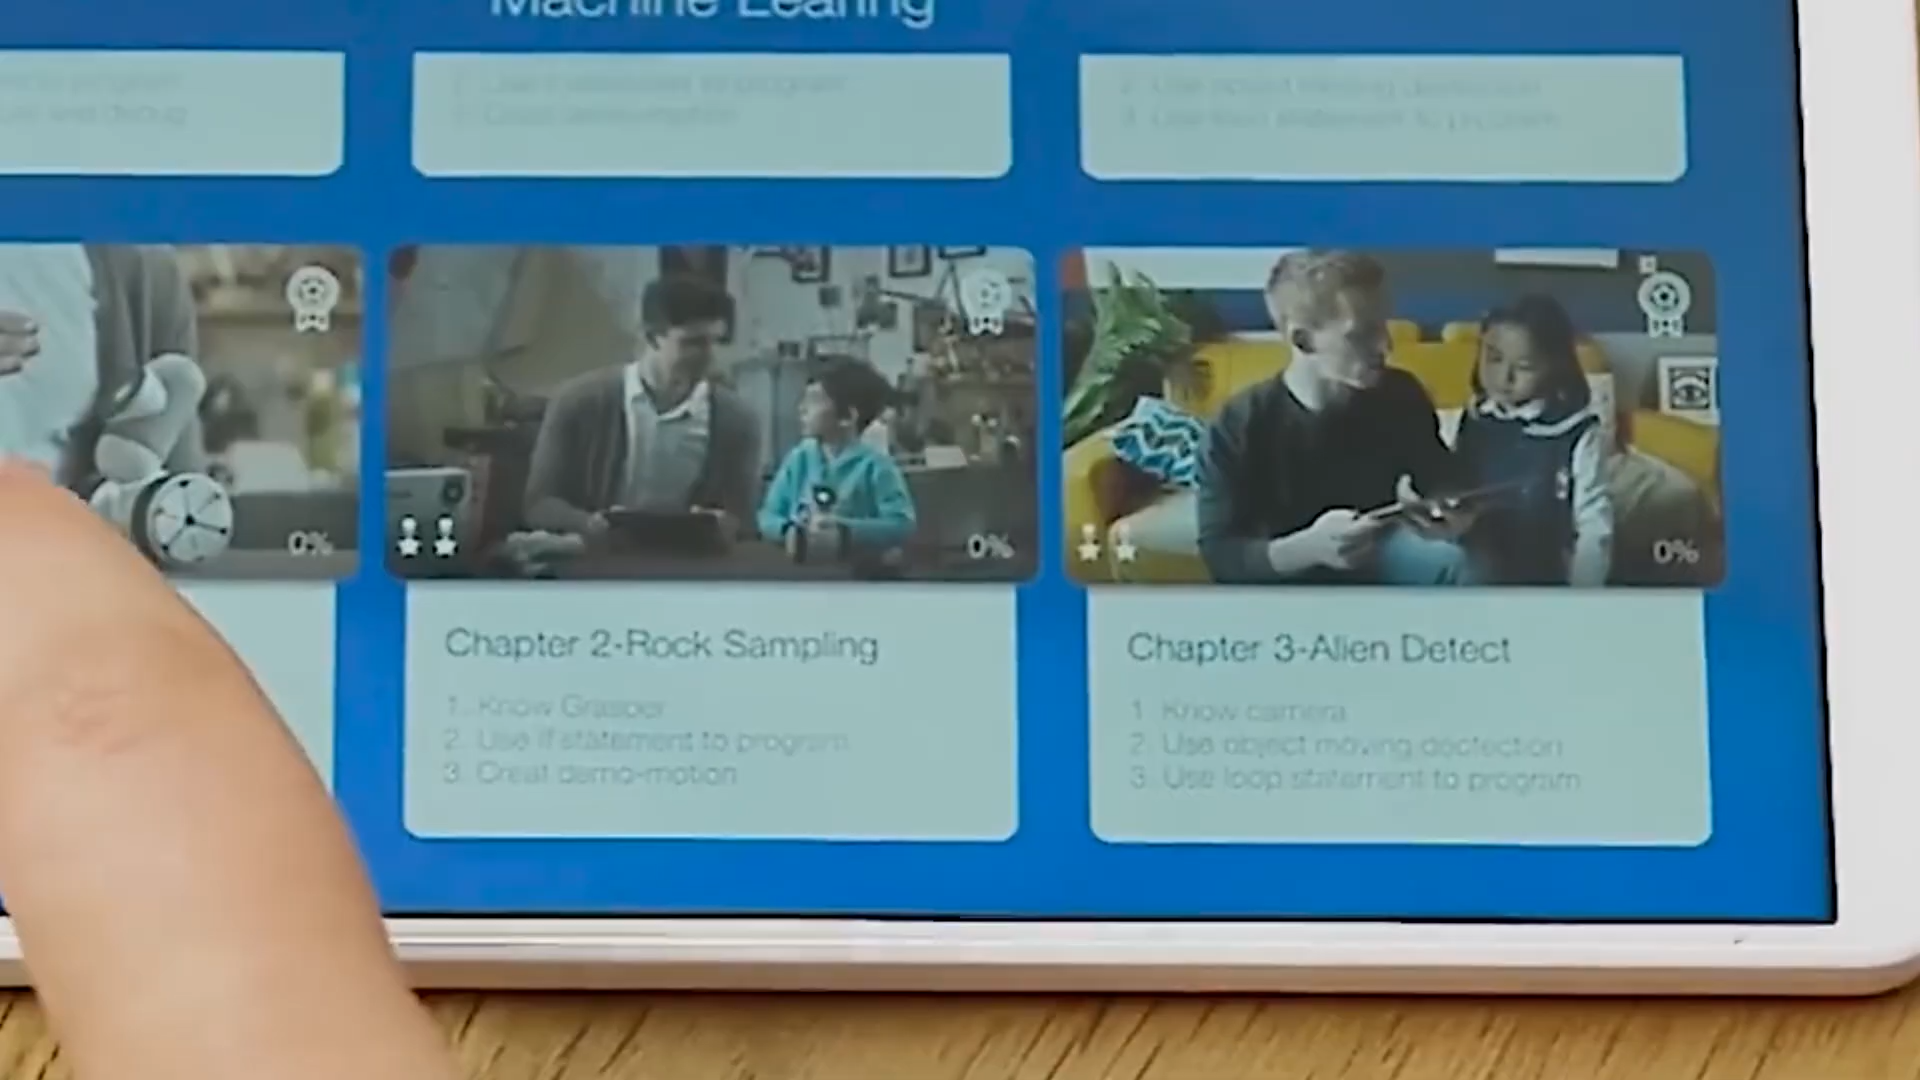 Machine Learing
0%
0%
0%
Chapter 2-Rock Sampling
1. Know Grasper
2. Use if statement to program
3. Creat demo-motion
Chapter 3-Alien Detect
1. Know camera
2. Use object moving dectection
3. Use loop statement to program